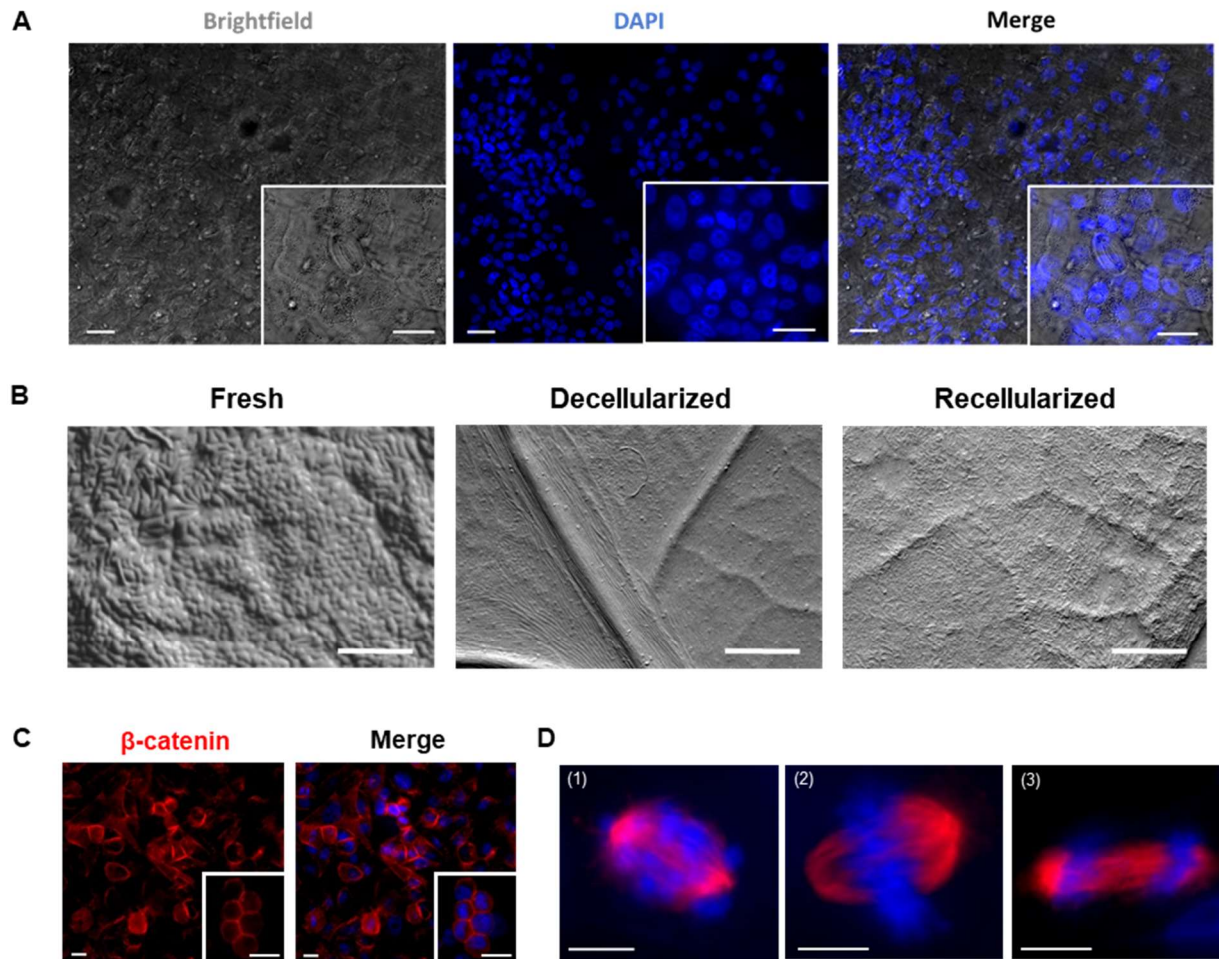 A
Brightfield
DAPI
Merge
B
Fresh
Decellularized
Recellularized
C
β-catenin
Merge
D
(1)
(2)
(3)